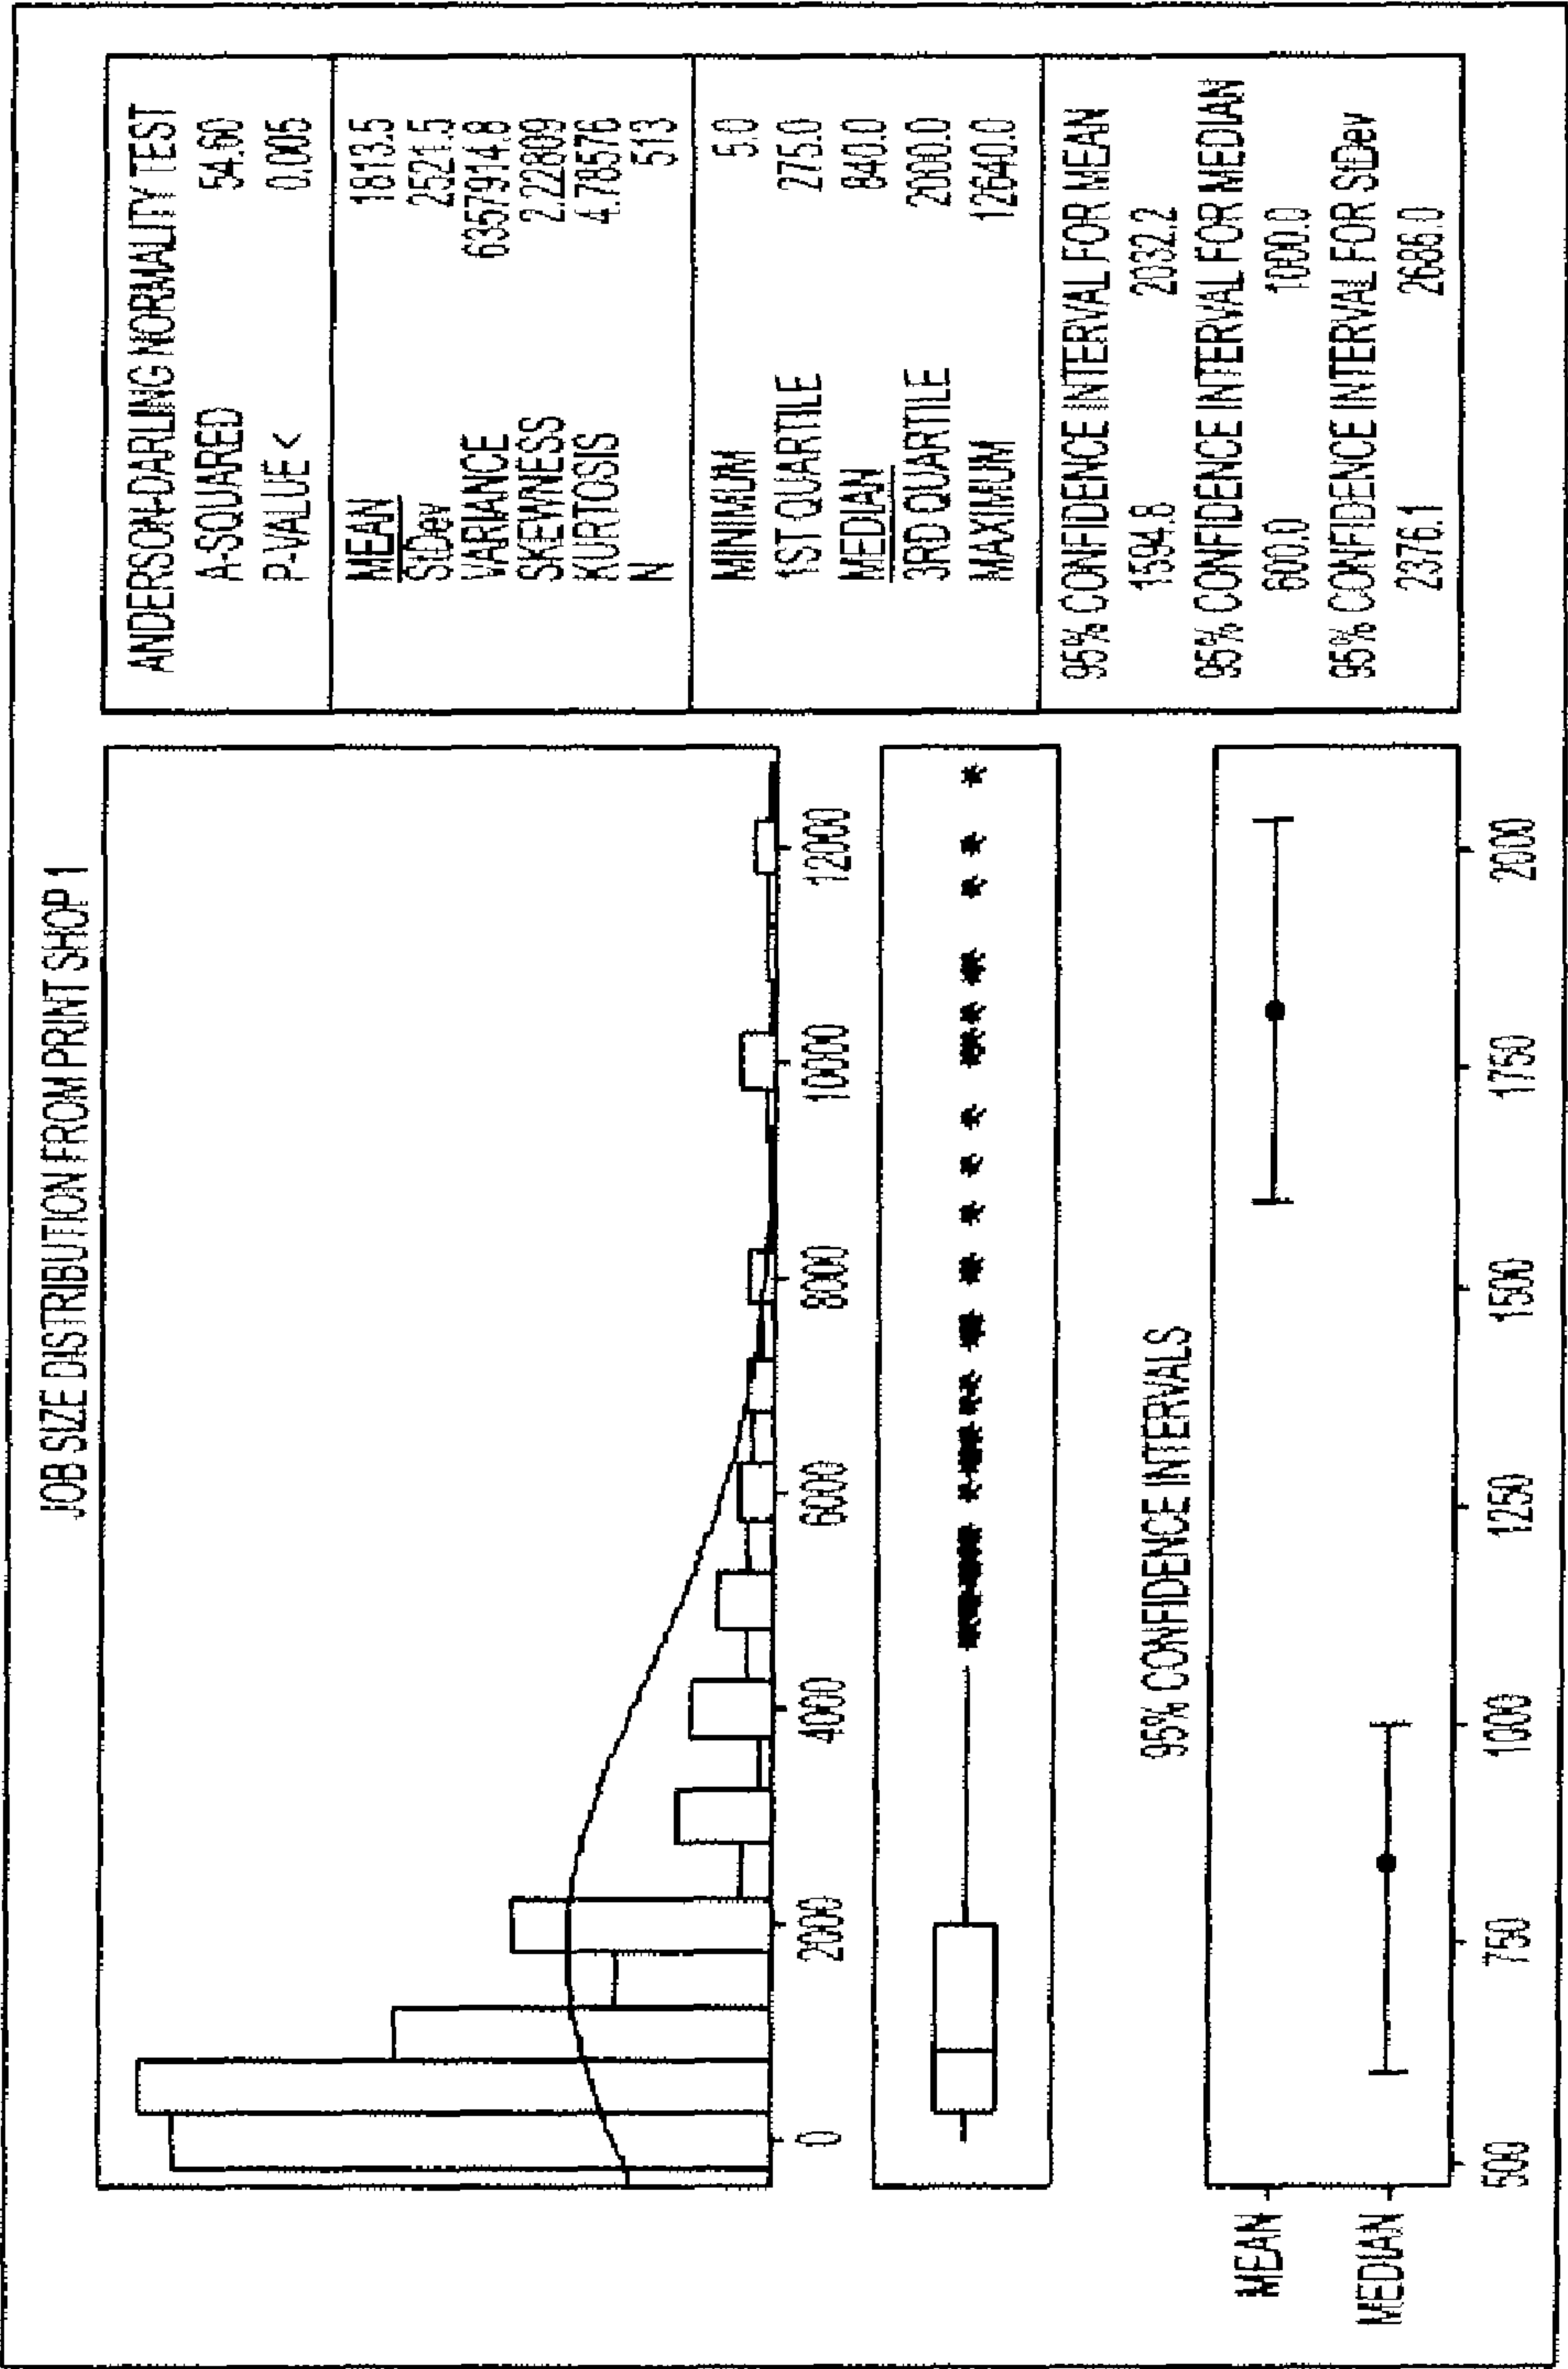 JOB SIZE DISTRIBUTION FROM PRINT SHOP 1
0 2000 4000 6000 8000 10000 12000
95% CONFIDENCE INTERVALS
MEAN
MEDIAN
500 750 1000 1250 1500 1750 2000
ANDERSON-DARLING NORMALITY TEST
A-SQUARED 54.60
P-VALUE < 0.005
MEAN 1813.5
StDev 2521.5
VARIANCE 6357914.8
SKEWNESS 2.22809
KURTOSIS 4.78576
N 513
MINIMUM 5.0
1ST QUARTILE 275.0
MEDIAN 840.0
3RD QUARTILE 2000.0
MAXIMUM 12640.0
95% CONFIDENCE INTERVAL FOR MEAN
1594.8 2032.2
95% CONFIDENCE INTERVAL FOR MEDIAN
600.0 1000.0
95% CONFIDENCE INTERVAL FOR StDev
2376.1 2686.0